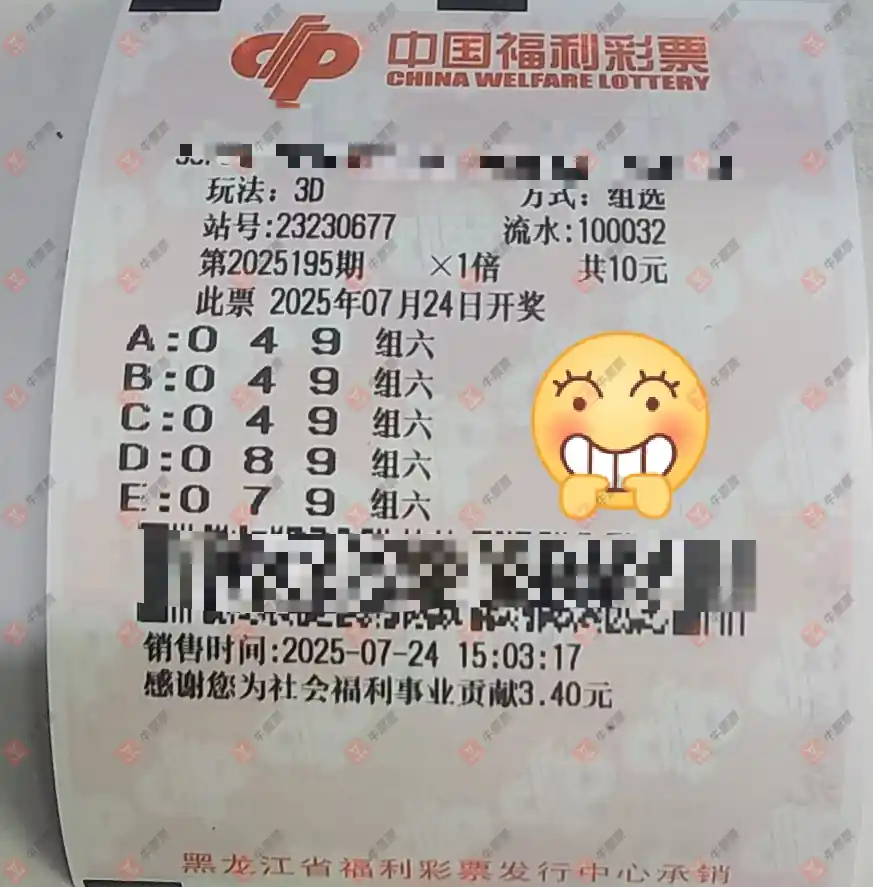 中国福利彩票
CHINA WELFARE LOTTERY
玩法：3D 方式：组选
站号:23230677 流水:100032
第2025195期 ×1倍 共10元
此票 2025年07月24日开奖
A:0 4 9 组六
B:0 4 9 组六
C:0 4 9 组六
D:0 8 9 组六
E:0 7 9 组六
销售时间:2025-07-24 15:03:17
感谢您为社会福利事业贡献3.40元
黑龙江省福利彩票发行中心承销